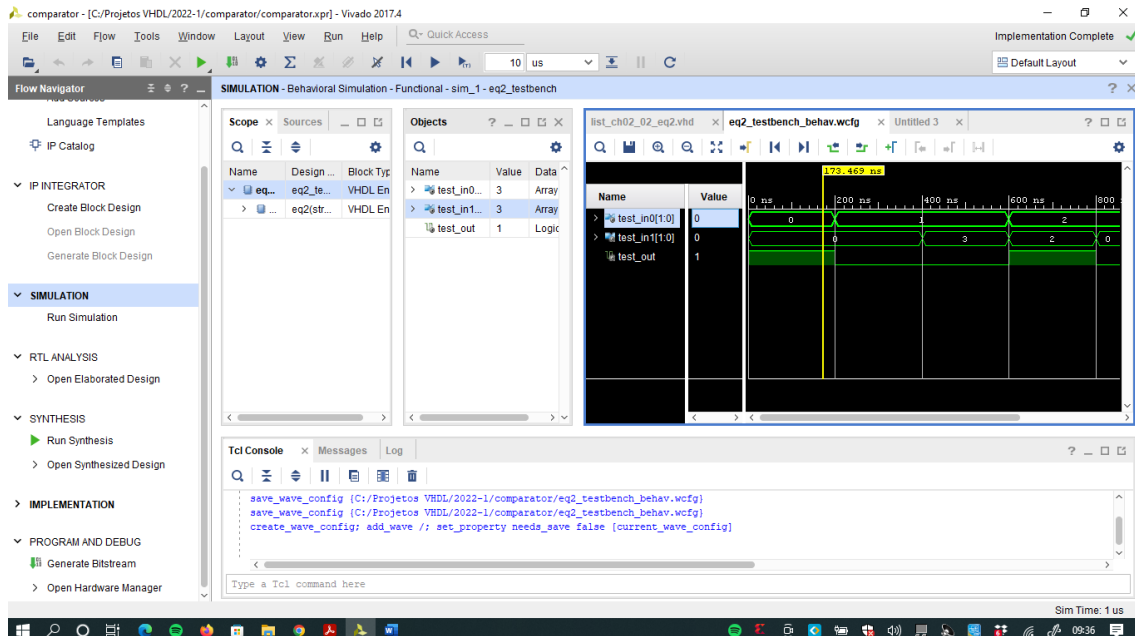 comparator - [C:/Projetos VHDL/2022-1/comparator/comparator.xpr] - Vivado 2017.4
File Edit Flow Tools Window Layout View Run Help Quick Access Implementation Complete
10 us Default Layout
Flow Navigator
SIMULATION - Behavioral Simulation - Functional - sim_1 - eq2_testbench
Language Templates
IP Catalog
IP INTEGRATOR
Create Block Design
Open Block Design
Generate Block Design
SIMULATION
Run Simulation
RTL ANALYSIS
Open Elaborated Design
SYNTHESIS
Run Synthesis
Open Synthesized Design
IMPLEMENTATION
PROGRAM AND DEBUG
Generate Bitstream
Open Hardware Manager
Scope Sources
Name Design ... Block Typ
eq... eq2_te... VHDL En
... eq2(str... VHDL En
Objects
Name Value Data
test_in0... 3 Array
test_in1... 3 Array
test_out 1 Logic
list_ch02_02_eq2.vhd eq2_testbench_behav.wcfg Untitled 3
173.469 ns
Name Value 0 ns 200 ns 400 ns 600 ns 800
test_in0[1:0] 0 0 1 2
test_in1[1:0] 0 0 3 2 0
test_out 1
Tcl Console Messages Log
save_wave_config {C:/Projetos VHDL/2022-1/comparator/eq2_testbench_behav.wcfg}
save_wave_config {C:/Projetos VHDL/2022-1/comparator/eq2_testbench_behav.wcfg}
create_wave_config; add_wave /; set_property needs_save false [current_wave_config]
Type a Tcl command here
Sim Time: 1 us
09:36